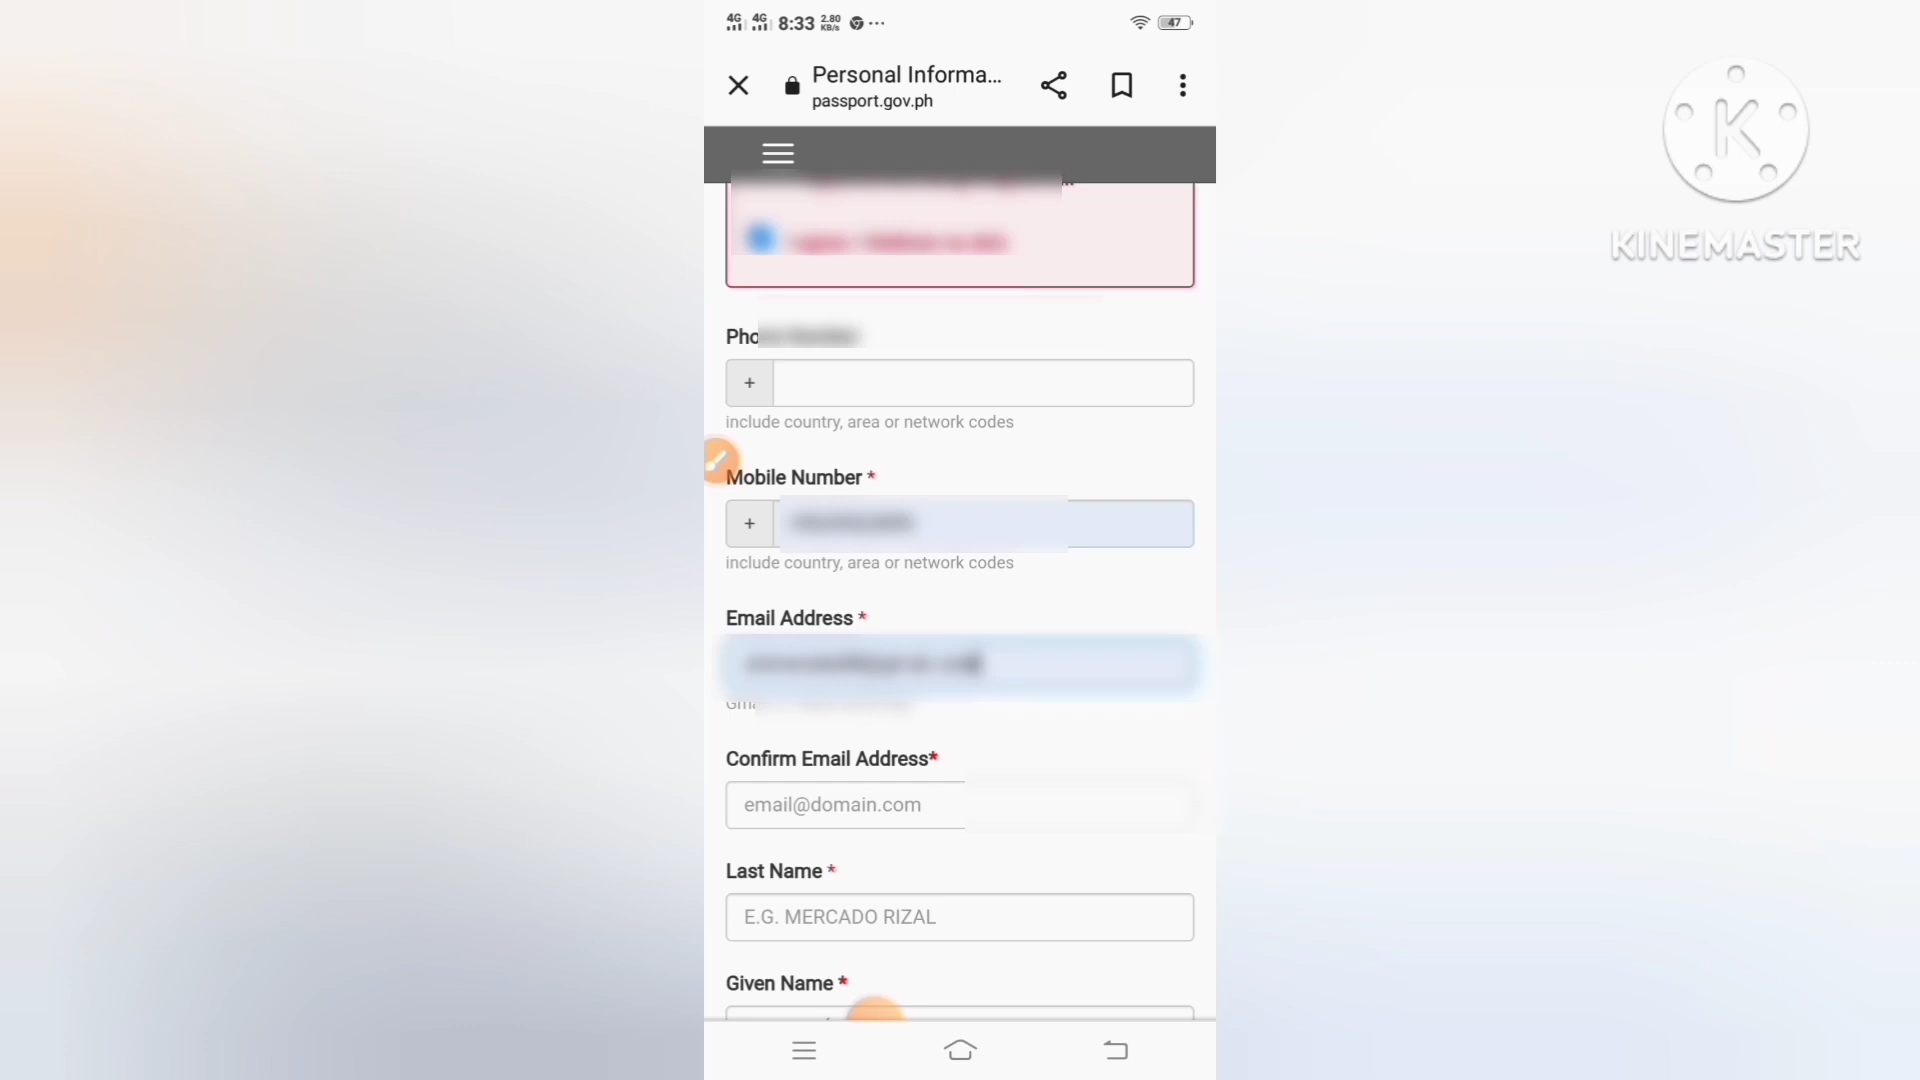 4G 4G 8:33 2.80 KB/s 47
Personal Informa...
passport.gov.ph
K
KINEMASTER
+
include country, area or network codes
Mobile Number *
+
include country, area or network codes
Email Address *
Confirm Email Address*
email@domain.com
Last Name *
E.G. MERCADO RIZAL
Given Name *